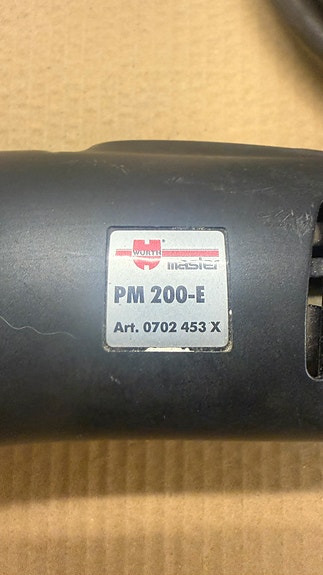 WÜRTH
master
PM 200-E
Art. 0702 453 X